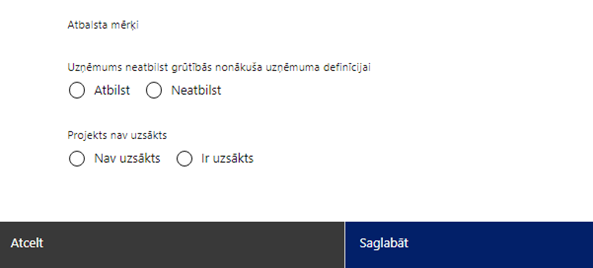 Atbalsta mērķi
Uzņēmums neatbilst grūtībās nonākuša uzņēmuma definīcijai
Atbilst Neatbilst
Projekts nav uzsākts
Nav uzsākts Ir uzsākts
Atcelt Saglabāt